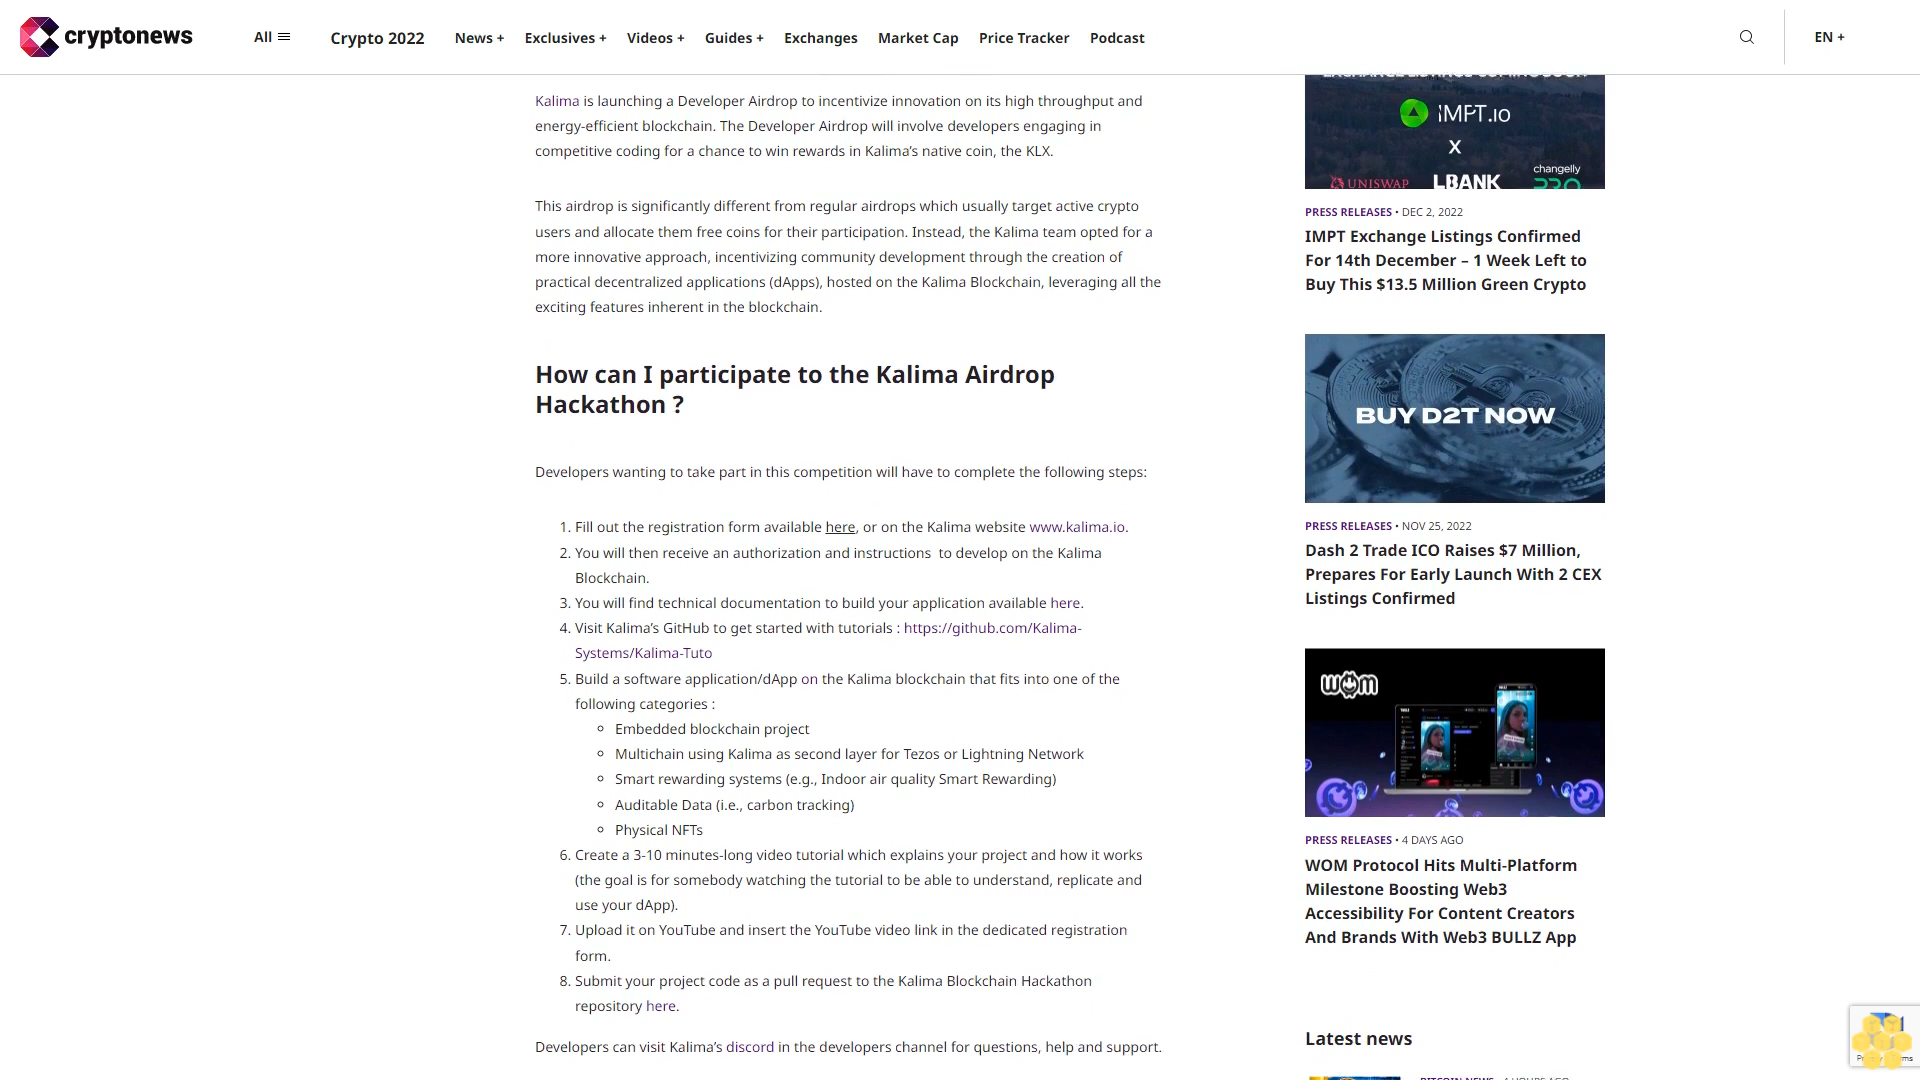 cryptonews
All
Crypto 2022
News +
Exclusives +
Videos +
Guides +
Exchanges
Market Cap
Price Tracker
Podcast
EN +
Kalima is launching a Developer Airdrop to incentivize innovation on its high throughput and
energy-efficient blockchain. The Developer Airdrop will involve developers engaging in
competitive coding for a chance to win rewards in Kalima's native coin, the KLX.
This airdrop is significantly different from regular airdrops which usually target active crypto
users and allocate them free coins for their participation. Instead, the Kalima team opted for a
more innovative approach, incentivizing community development through the creation of
practical decentralized applications (dApps), hosted on the Kalima Blockchain, leveraging all the
exciting features inherent in the blockchain.
How can I participate to the Kalima Airdrop
Hackathon ?
Developers wanting to take part in this competition will have to complete the following steps:
1. Fill out the registration form available here, or on the Kalima website www.kalima.io.
2. You will then receive an authorization and instructions  to develop on the Kalima
Blockchain.
3. You will find technical documentation to build your application available here.
4. Visit Kalima's GitHub to get started with tutorials : https://github.com/Kalima-
Systems/Kalima-Tuto
5. Build a software application/dApp on the Kalima blockchain that fits into one of the
following categories :
Embedded blockchain project
Multichain using Kalima as second layer for Tezos or Lightning Network
Smart rewarding systems (e.g., Indoor air quality Smart Rewarding)
Auditable Data (i.e., carbon tracking)
Physical NFTs
6. Create a 3-10 minutes-long video tutorial which explains your project and how it works
(the goal is for somebody watching the tutorial to be able to understand, replicate and
use your dApp).
7. Upload it on YouTube and insert the YouTube video link in the dedicated registration
form.
8. Submit your project code as a pull request to the Kalima Blockchain Hackathon
repository here.
Developers can visit Kalima's discord in the developers channel for questions, help and support.
IMPT.io
X
UNISWAP
LBANK
changelly
PRO
PRESS RELEASES • DEC 2, 2022
IMPT Exchange Listings Confirmed
For 14th December – 1 Week Left to
Buy This $13.5 Million Green Crypto
BUY D2T NOW
PRESS RELEASES • NOV 25, 2022
Dash 2 Trade ICO Raises $7 Million,
Prepares For Early Launch With 2 CEX
Listings Confirmed
WOM
PRESS RELEASES • 4 DAYS AGO
WOM Protocol Hits Multi-Platform
Milestone Boosting Web3
Accessibility For Content Creators
And Brands With Web3 BULLZ App
Latest news